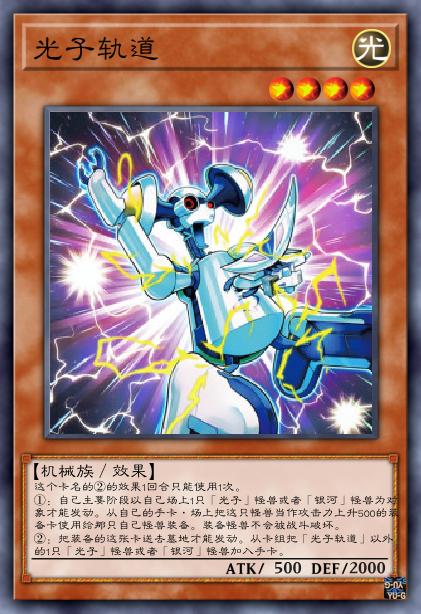 光子轨道
光
【机械族／效果】
这个卡名的②的效果1回合只能使用1次。
①：自己主要阶段以自己场上1只「光子」怪兽或者「银河」怪兽为对
象才能发动。从自己的手卡·场上把这只怪兽当作攻击力上升500的装
备卡使用给那只自己怪兽装备。装备怪兽不会被战斗破坏。
②：把装备的这张卡送去墓地才能发动。从卡组把「光子轨道」以外
的1只「光子」怪兽或者「银河」怪兽加入手卡。
ATK/ 500 DEF/2000